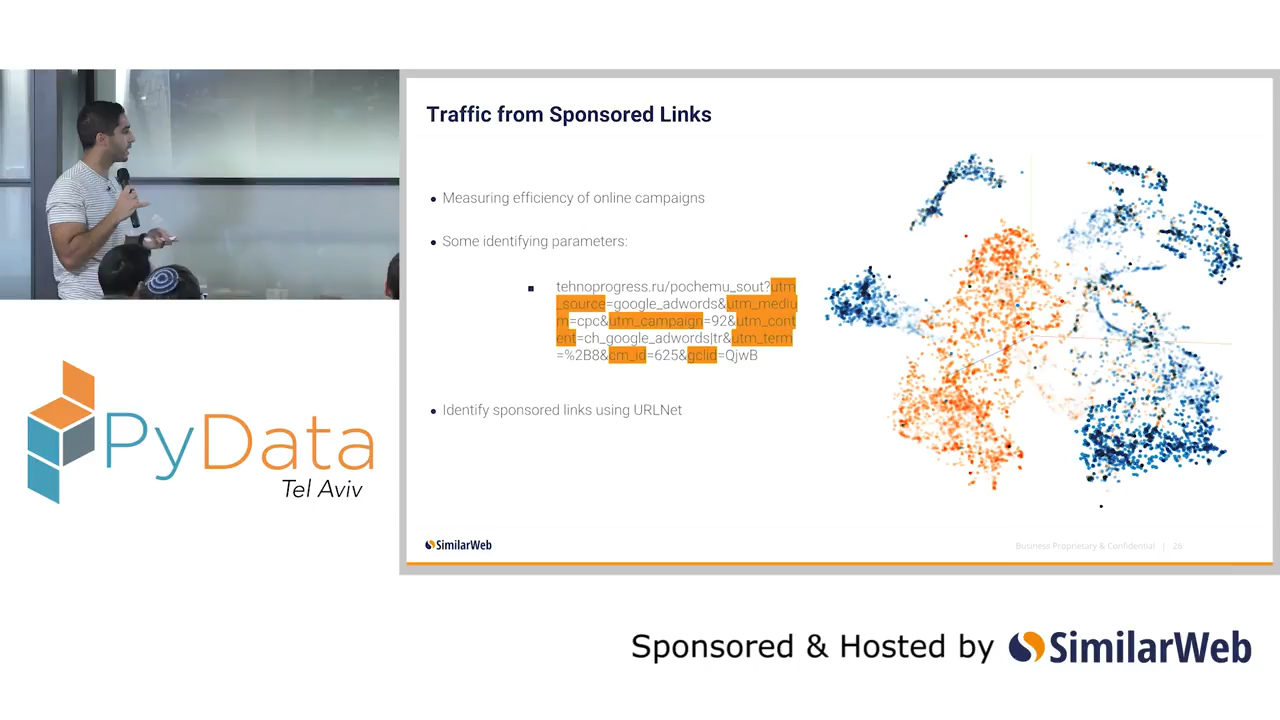 Traffic from Sponsored Links
Measuring efficiency of online campaigns
Some identifying parameters:
tehnoprogress.ru/pochemu_sout?utm
_source=google_adwords&utm_mediu
m=cpc&utm_campaign=92&utm_cont
ent=ch_google_adwords|tr&utm_term
=%2B8&cm_id=625&gclid=QjwB
Identify sponsored links using URLNet
SimilarWeb
Business Proprietary & Confidential | 26
PyData
Tel Aviv
Sponsored & Hosted by SimilarWeb